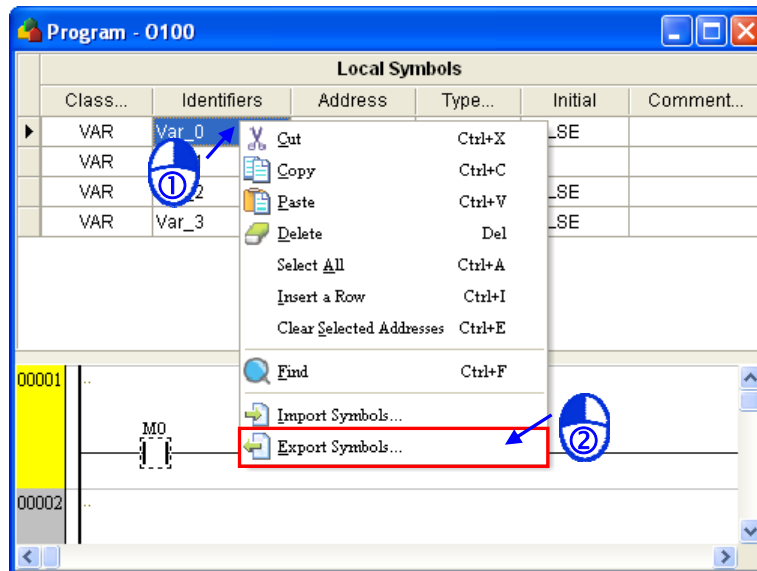 Program - O100
Local Symbols
Class... Identifiers Address Type... Initial Comment...
VAR Var_0 LSE
VAR
VAR 2 LSE
VAR Var_3 LSE
①
Cut Ctrl+X
Copy Ctrl+C
Paste Ctrl+V
Delete Del
Select All Ctrl+A
Insert a Row Ctrl+I
Clear Selected Addresses Ctrl+E
Find Ctrl+F
Import Symbols...
Export Symbols...
②
00001 ..
M0
00002 ..